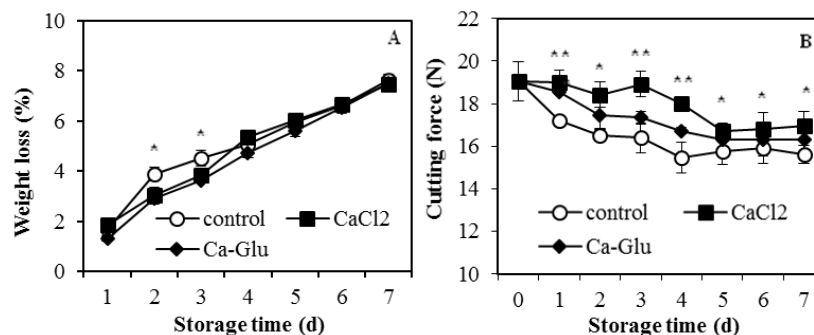 A
Weight loss (%)
10
8
6
4
2
0
*
*
control
CaCl2
Ca-Glu
1 2 3 4 5 6 7
Storage time (d)
B
Cutting force (N)
22
20
18
16
14
12
10
**
*
**
**
*
*
*
control
CaCl2
Ca-Glu
0 1 2 3 4 5 6 7
Storage time (d)